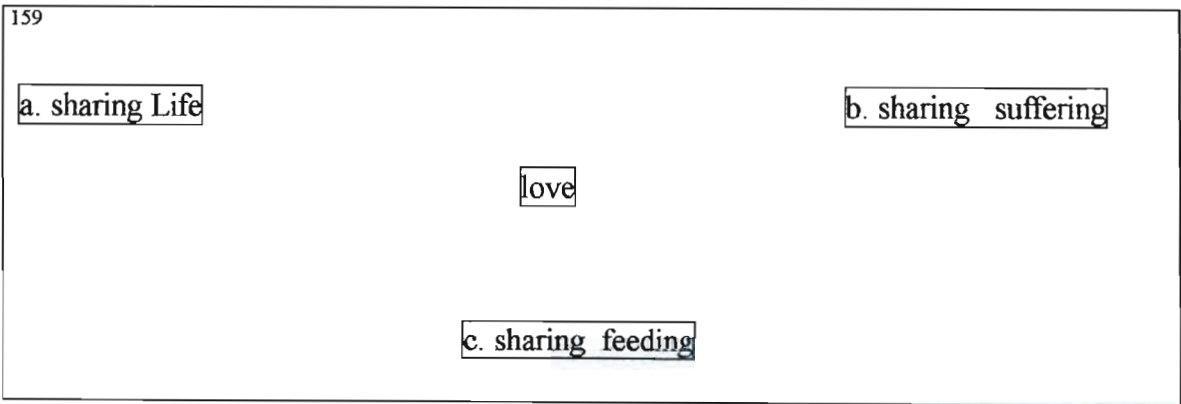 159
a. sharing Life
b. sharing suffering
love
c. sharing feeding